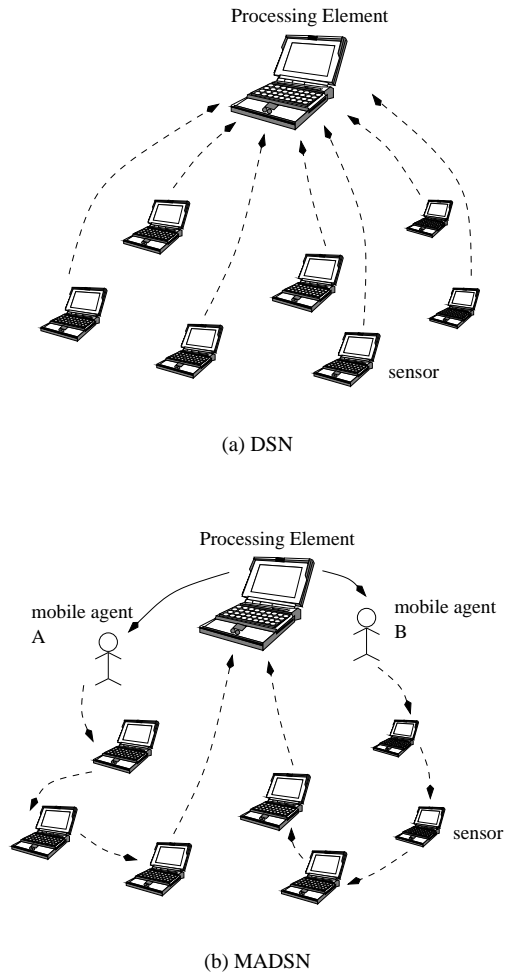 Processing Element
sensor
(a) DSN
Processing Element
mobile agent
A
mobile agent
B
sensor
(b) MADSN